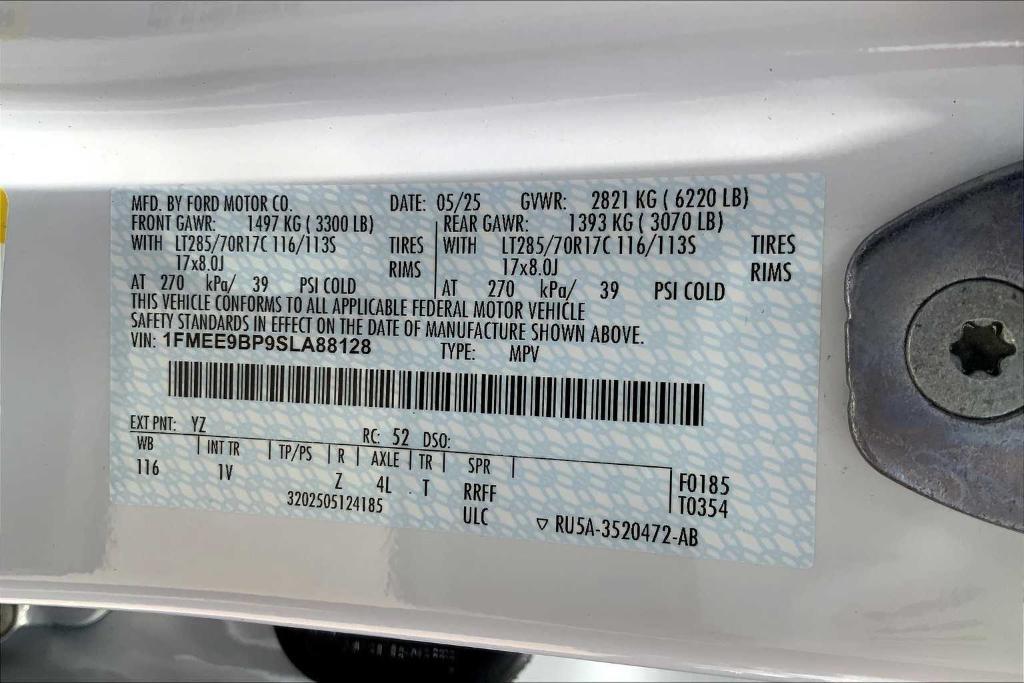 MFD. BY FORD MOTOR CO. DATE: 05/25 GVWR: 2821 KG ( 6220 LB)
FRONT GAWR: 1497 KG ( 3300 LB) REAR GAWR: 1393 KG ( 3070 LB)
WITH LT285/70R17C 116/113S TIRES WITH LT285/70R17C 116/113S TIRES
17x8.0J RIMS 17x8.0J RIMS
AT 270 kPa/ 39 PSI COLD AT 270 kPa/ 39 PSI COLD
THIS VEHICLE CONFORMS TO ALL APPLICABLE FEDERAL MOTOR VEHICLE
SAFETY STANDARDS IN EFFECT ON THE DATE OF MANUFACTURE SHOWN ABOVE.
VIN: 1FMEE9BP9SLA88128 TYPE: MPV
EXT PNT: YZ RC: 52 DSO:
WB INT TR TP/PS R AXLE TR SPR
116 1V Z 4L T RRFF F0185
3202505124185 ULC T0354
RU5A-3520472-AB